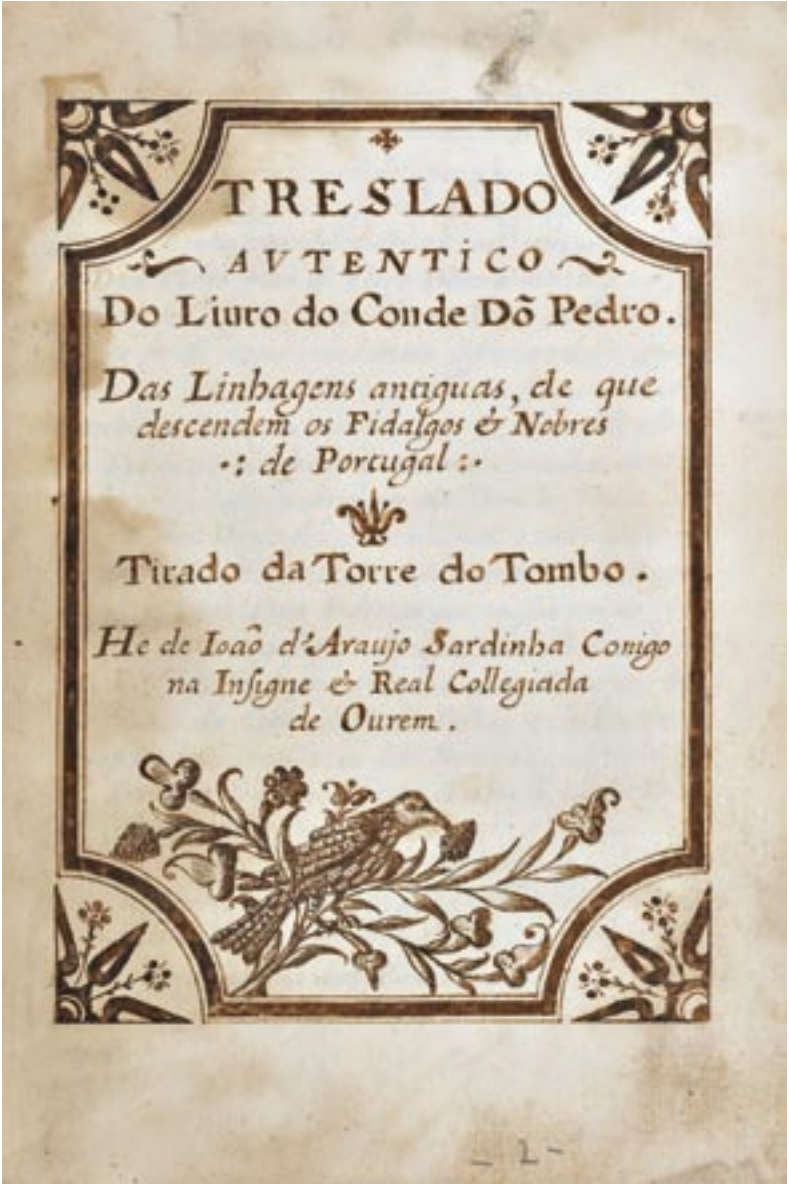 TRESLADO
AVTENTICO
Do Liuro do Conde Dõ Pedro.
Das Linhagens antiguas, de que
descendem os Fidalgos & Nobres
·: de Portugal :·
Tirado da Torre do Tombo.
He de Ioaõ d'Araujo Sardinha Conigo
na Insigne & Real Collegiada
de Ourem.
- 2 -